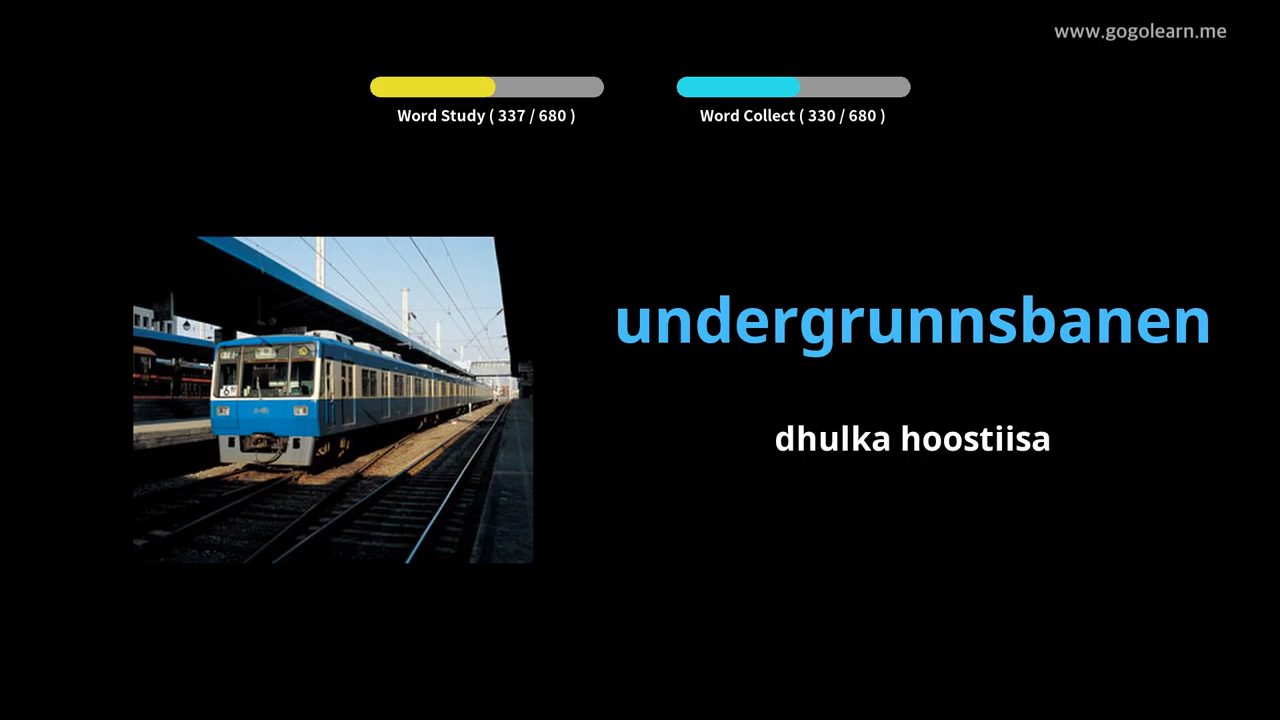 www.gogolearn.me
Word Study ( 337 / 680 )
Word Collect ( 330 / 680 )
undergrunnsbanen
dhulka hoostiisa